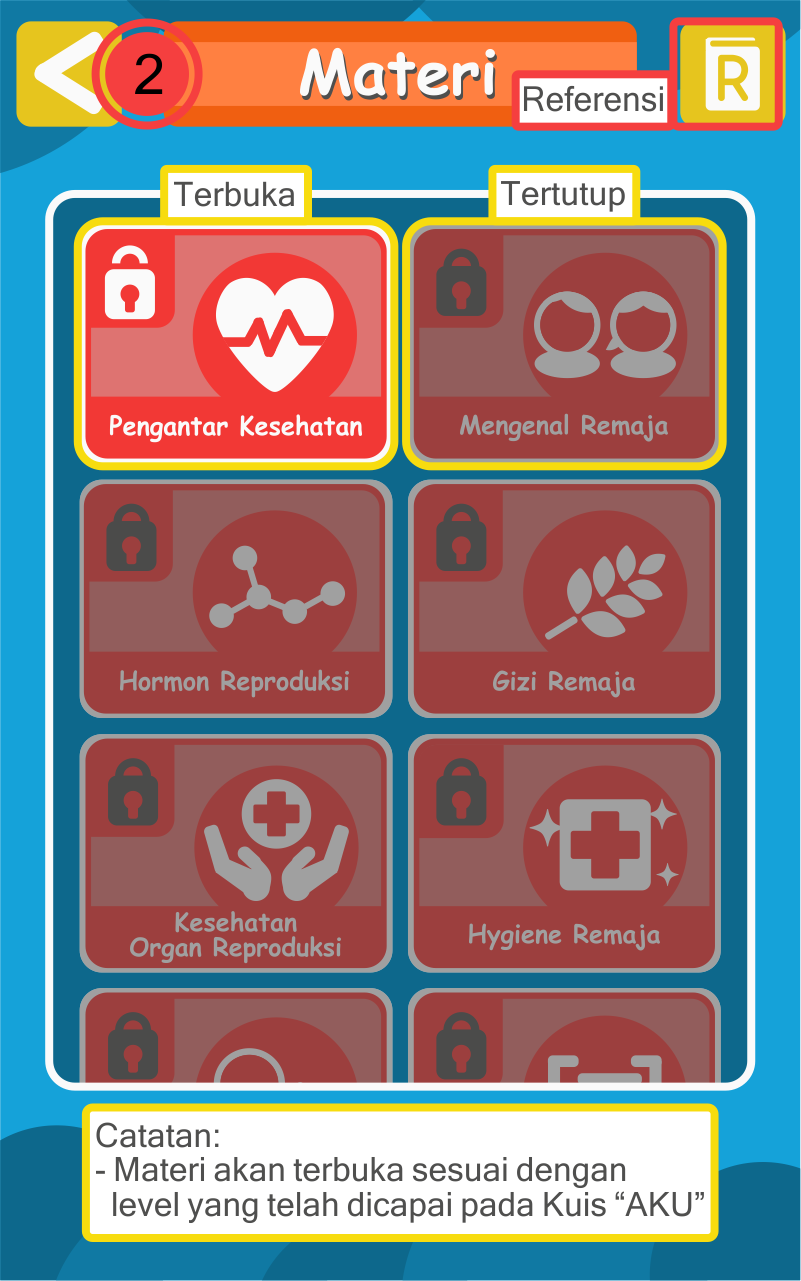 2
Materi
Referensi
R
Terbuka
Tertutup
Pengantar Kesehatan
Mengenal Remaja
Hormon Reproduksi
Gizi Remaja
Kesehatan
Organ Reproduksi
Hygiene Remaja
Catatan:
- Materi akan terbuka sesuai dengan
level yang telah dicapai pada Kuis “AKU”